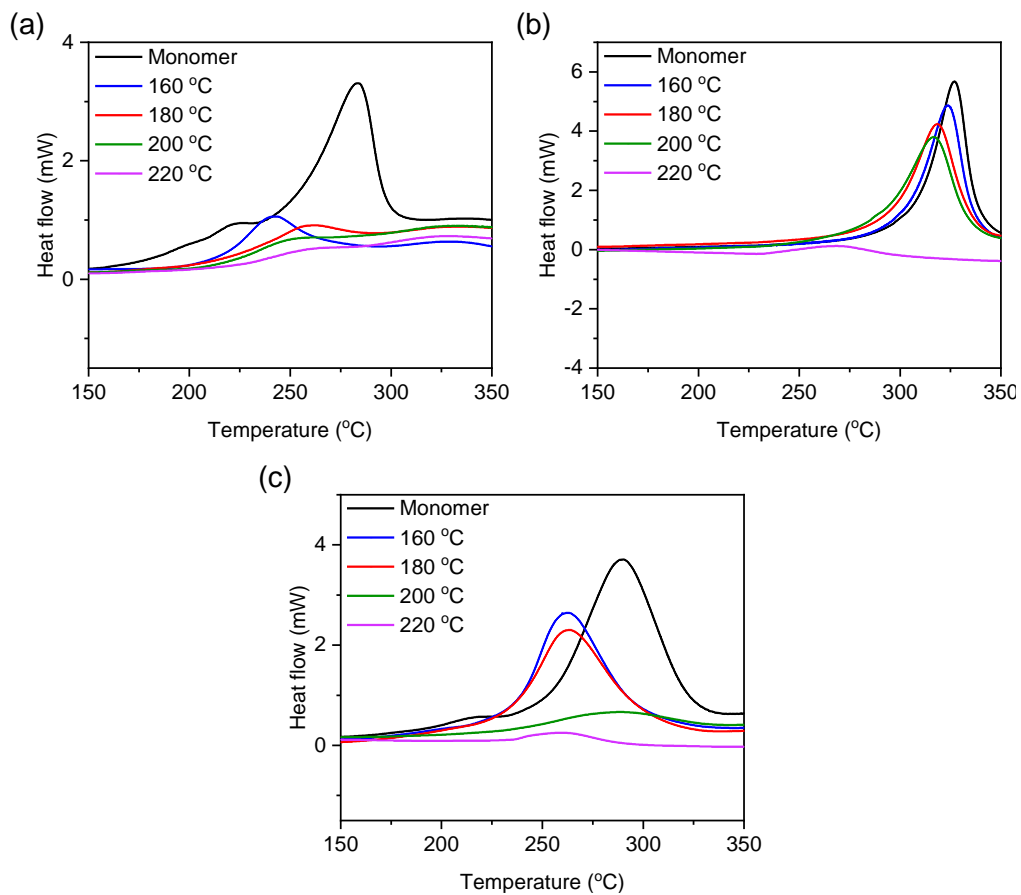 (a)
4
2
0
Heat flow (mW)
Monomer
160 °C
180 °C
200 °C
220 °C
150 200 250 300 350
Temperature (°C)
(b)
6
4
2
0
-2
-4
Heat flow (mW)
Monomer
160 °C
180 °C
200 °C
220 °C
150 200 250 300 350
Temperature (°C)
(c)
4
2
0
Heat flow (mW)
Monomer
160 °C
180 °C
200 °C
220 °C
150 200 250 300 350
Temperature (°C)